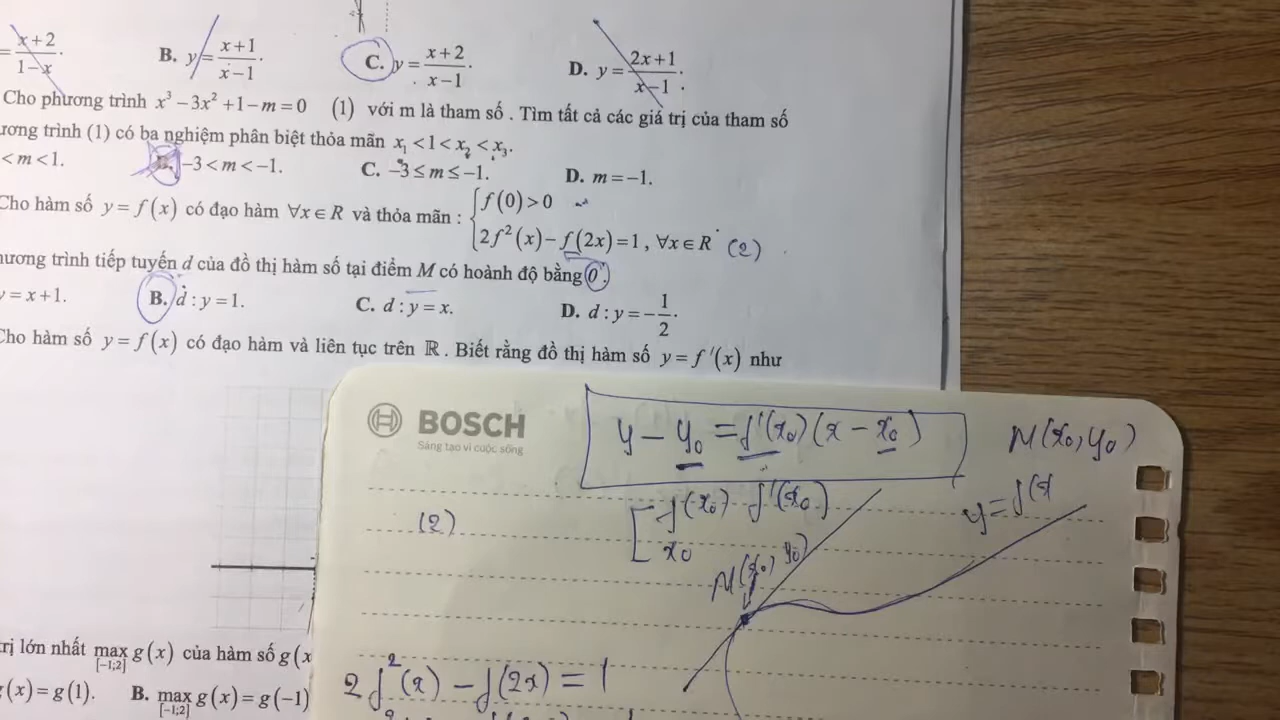 = x+2/1−x. B. y = x+1/x−1. C. y = x+2/x−1. D. y = 2x+1/x−1.
Cho phương trình x³ − 3x² + 1 − m = 0 (1) với m là tham số . Tìm tất cả các giá trị của tham số
ương trình (1) có ba nghiệm phân biệt thỏa mãn x₁ < 1 < x₂ < x₃.
< m < 1. −3 < m < −1. C. −3 ≤ m ≤ −1. D. m = −1.
Cho hàm số y = f(x) có đạo hàm ∀x ∈ R và thỏa mãn : { f(0) > 0
2f²(x) − f(2x) = 1 , ∀x ∈ R (2)
hương trình tiếp tuyến d của đồ thị hàm số tại điểm M có hoành độ bằng 0.
y = x+1. B. d : y = 1. C. d : y = x. D. d : y = −1/2.
Cho hàm số y = f(x) có đạo hàm và liên tục trên ℝ . Biết rằng đồ thị hàm số y = f '(x) như
BOSCH
Sáng tạo vì cuộc sống
y − y₀ = f'(x₀)(x − x₀) M(x₀, y₀)
(2) [ f(x₀) f'(x₀)
x₀
y = f(x
M(x₀, y₀)
2f²(x) − f(2x) = 1
rị lớn nhất max g(x) của hàm số g(x
[-1;2]
g(x) = g(1). B. max g(x) = g(−1)
[-1;2]